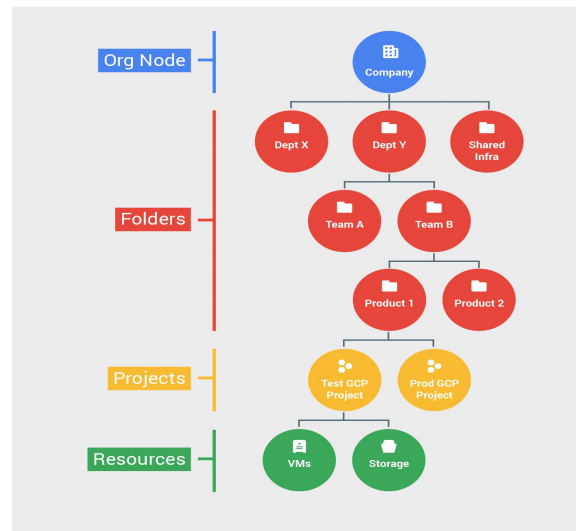 Org Node
Company
Dept X
Dept Y
Shared
Infra
Folders
Team A
Team B
Product 1
Product 2
Projects
Test GCP
Project
Prod GCP
Project
Resources
VMs
Storage